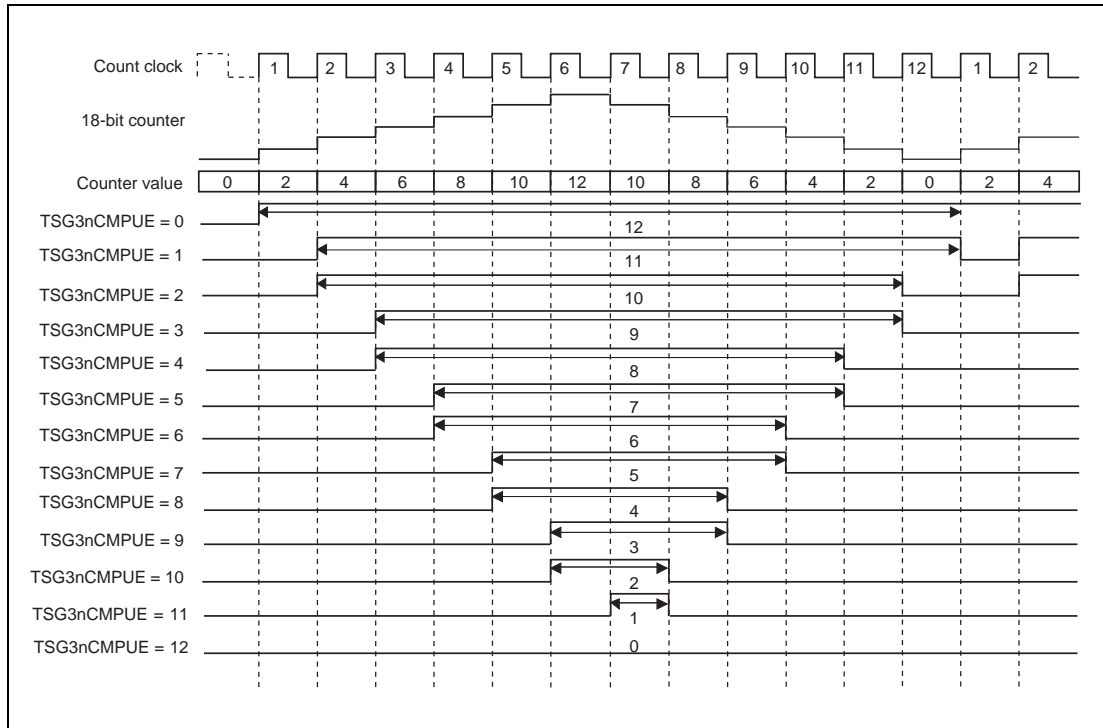 Count clock 1 2 3 4 5 6 7 8 9 10 11 12 1 2
18-bit counter
Counter value 0 2 4 6 8 10 12 10 8 6 4 2 0 2 4
TSG3nCMPUE = 0
12
TSG3nCMPUE = 1
11
TSG3nCMPUE = 2
10
TSG3nCMPUE = 3
9
TSG3nCMPUE = 4
8
TSG3nCMPUE = 5
7
TSG3nCMPUE = 6
6
TSG3nCMPUE = 7
5
TSG3nCMPUE = 8
4
TSG3nCMPUE = 9
3
TSG3nCMPUE = 10
2
TSG3nCMPUE = 11
1
TSG3nCMPUE = 12
0